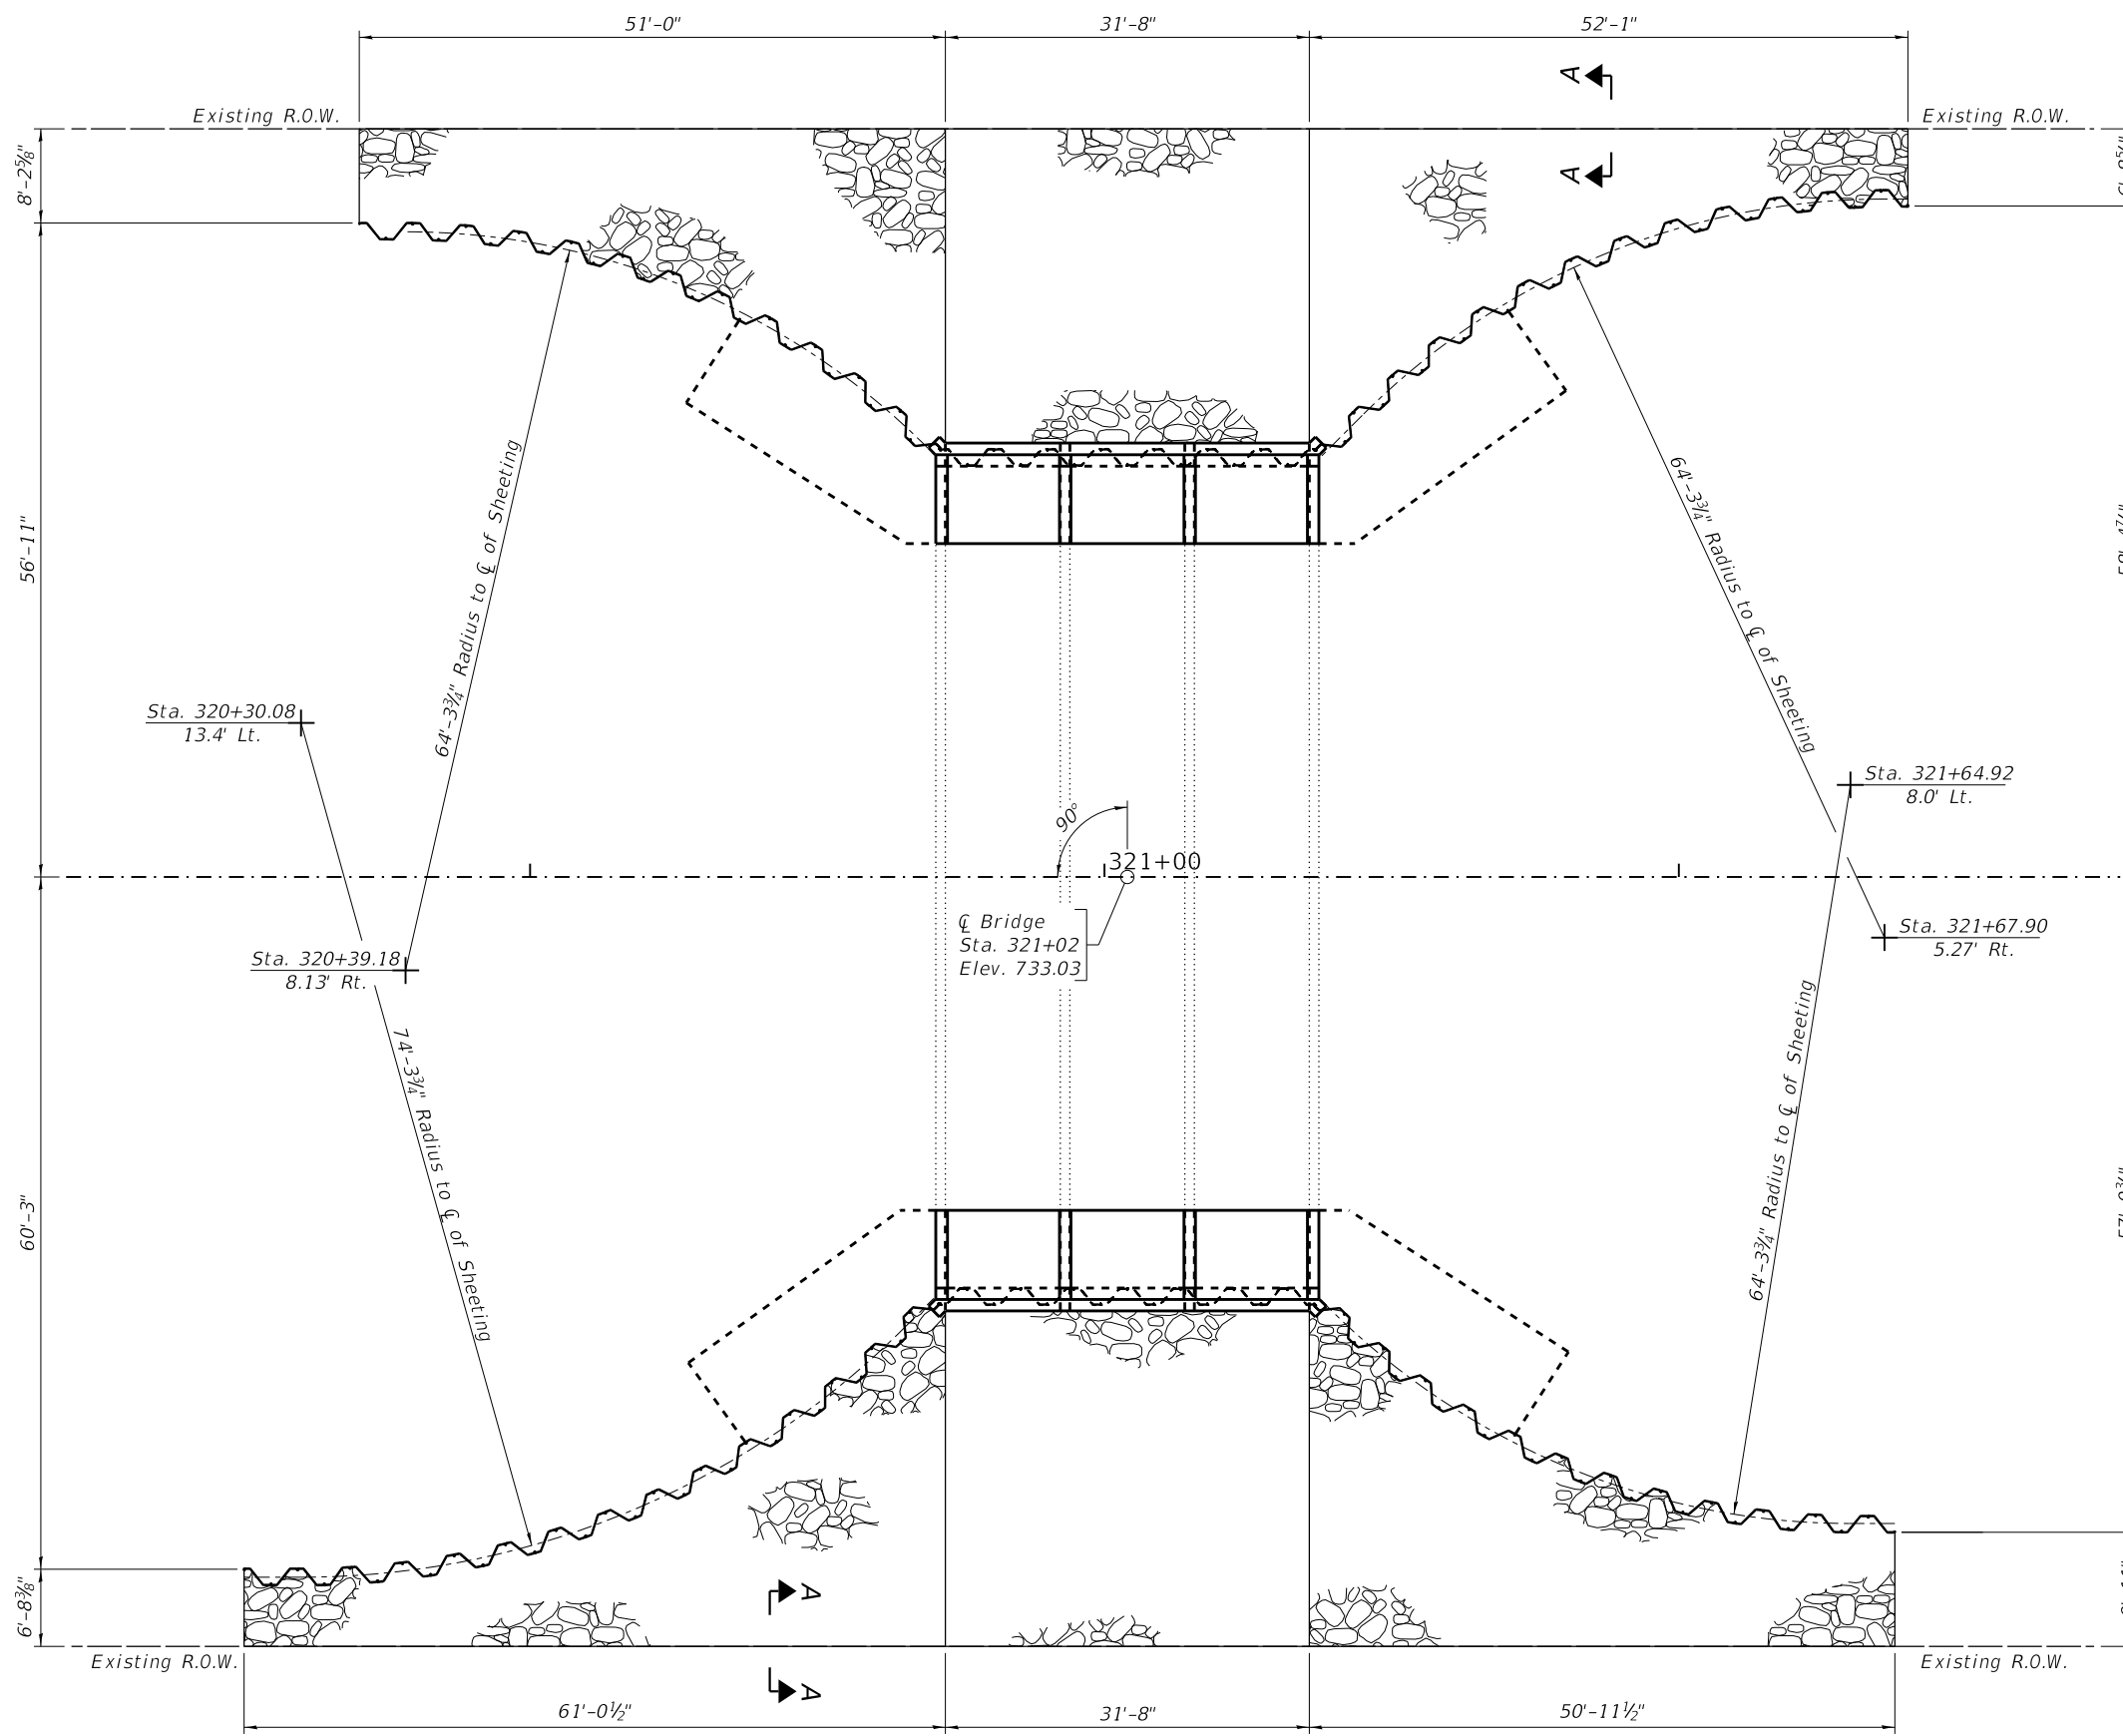 51'-0"
31'-8"
52'-1"
A
Existing R.O.W.
Existing R.O.W.
8'-2⅝"
A
56'-11"
64'-3¾" Radius to ℄ of Sheeting
64'-3¾" Radius to ℄ of Sheeting
Sta. 320+30.08
13.4' Lt.
Sta. 321+64.92
8.0' Lt.
90°
321+00
℄ Bridge
Sta. 321+02
Elev. 733.03
Sta. 321+67.90
5.27' Rt.
Sta. 320+39.18
8.13' Rt.
74'-3¾" Radius to ℄ of Sheeting
64'-3¾" Radius to ℄ of Sheeting
60'-3"
6'-8⅜"
A
Existing R.O.W.
Existing R.O.W.
A
61'-0½"
31'-8"
50'-11½"